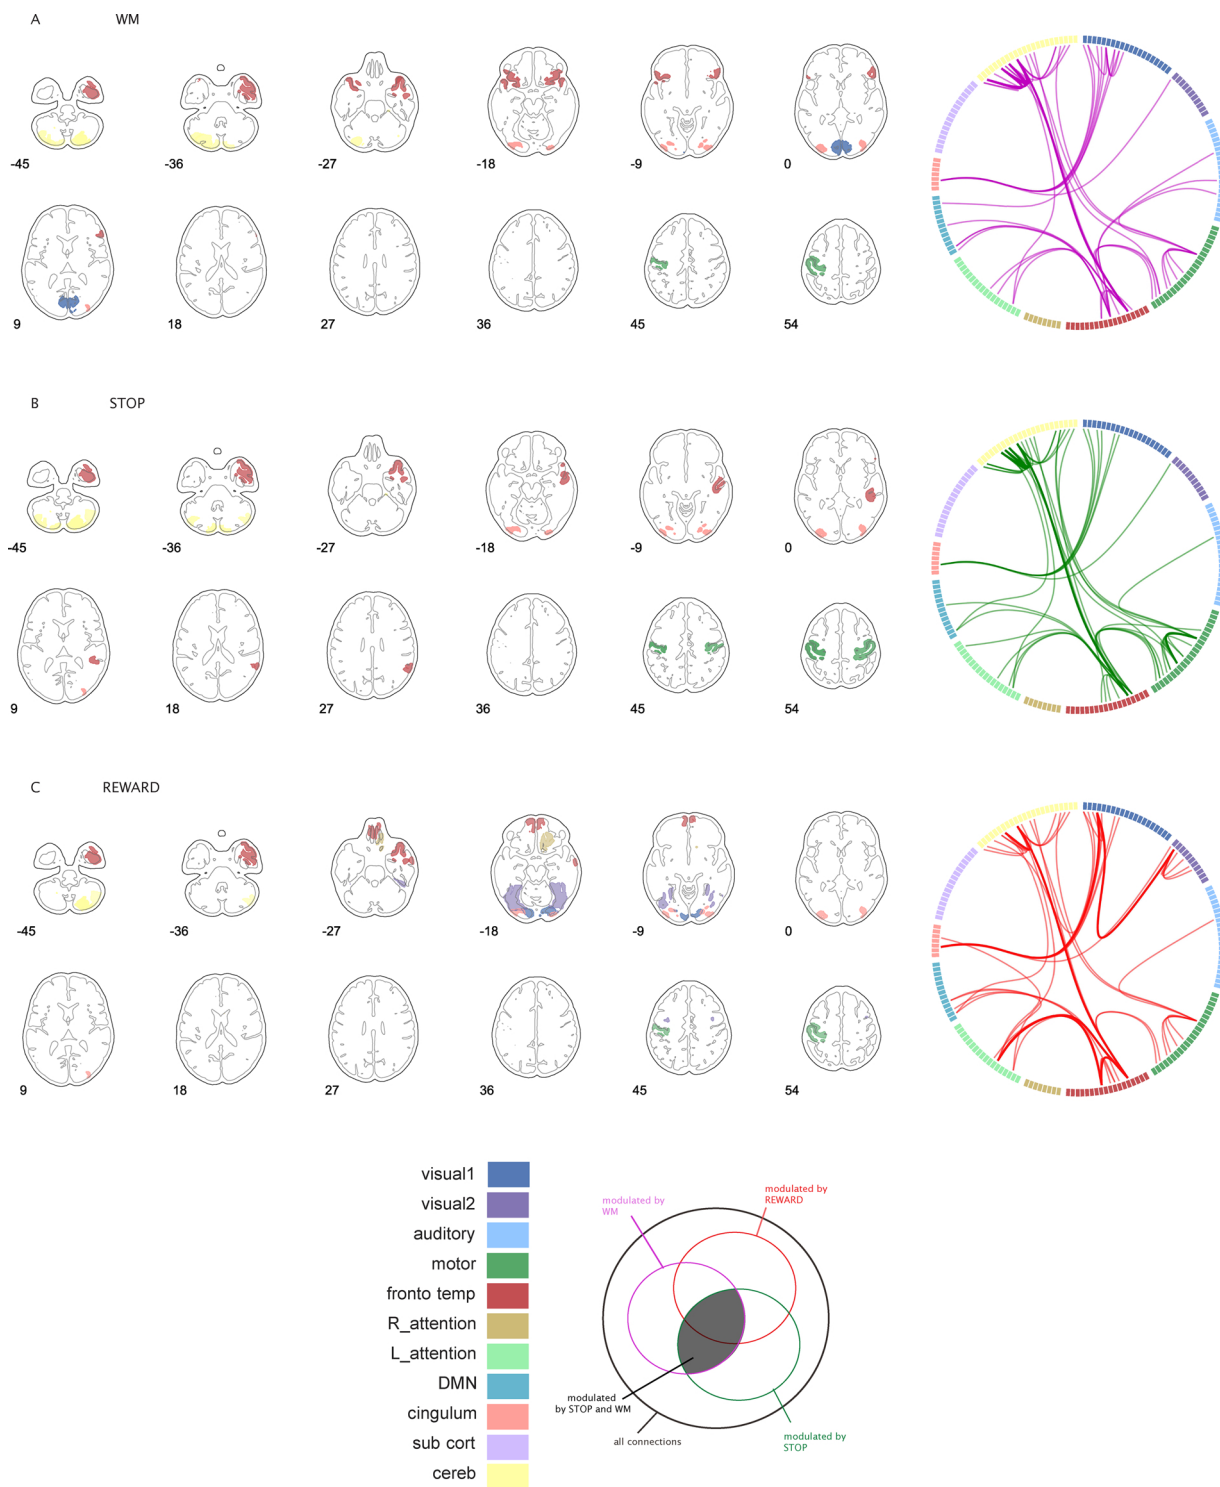 A WM
-45 -36 -27 -18 -9 0
9 18 27 36 45 54
B STOP
-45 -36 -27 -18 -9 0
9 18 27 36 45 54
C REWARD
-45 -36 -27 -18 -9 0
9 18 27 36 45 54
visual1
visual2
auditory
motor
fronto temp
R_attention
L_attention
DMN
cingulum
sub cort
cereb
modulated by
WM
modulated by
REWARD
modulated
by STOP and WM
all connections
modulated by
STOP